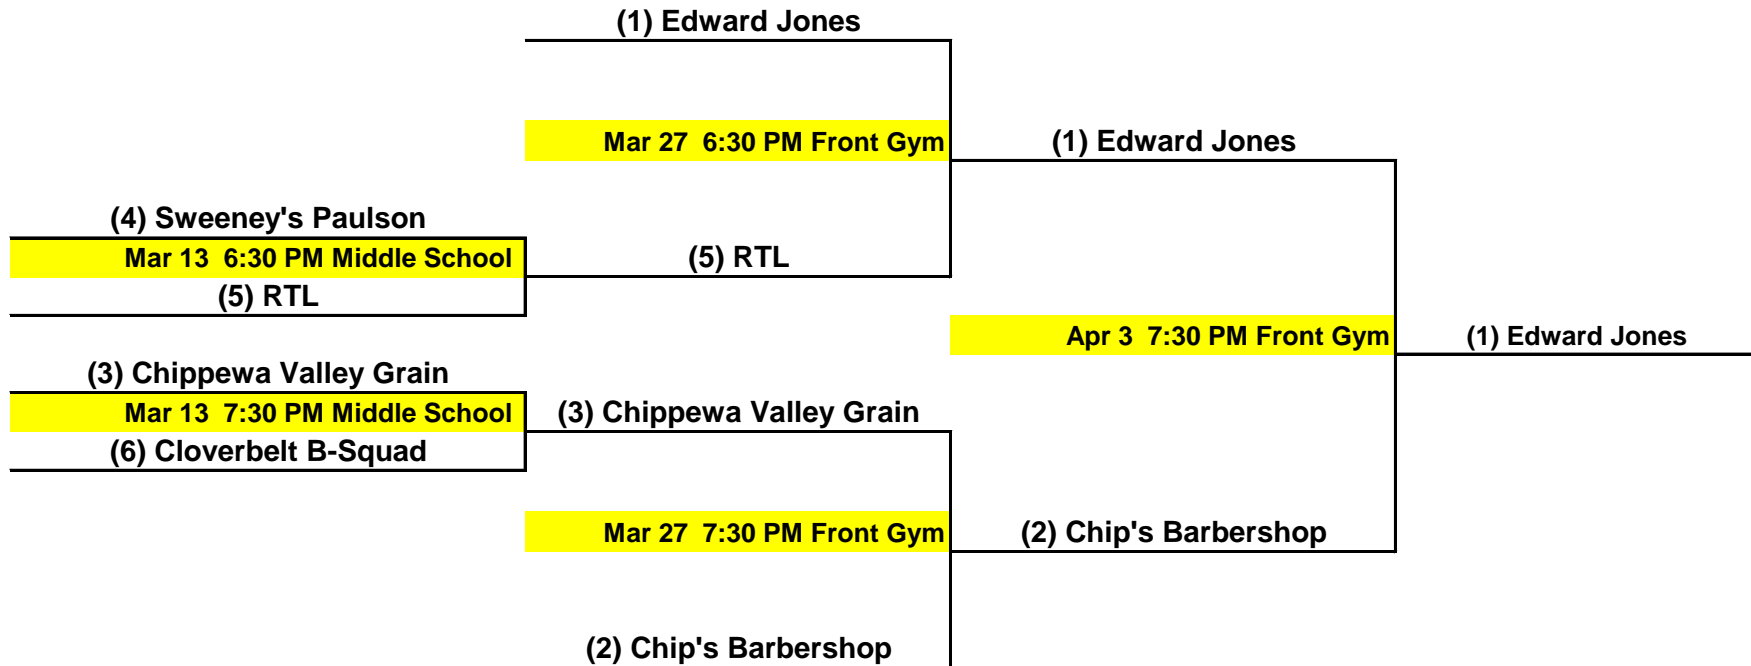 (1) Edward Jones
Mar 27 6:30 PM Front Gym
(1) Edward Jones
(4) Sweeney's Paulson
Mar 13 6:30 PM Middle School
(5) RTL
(5) RTL
Apr 3 7:30 PM Front Gym
(1) Edward Jones
(3) Chippewa Valley Grain
Mar 13 7:30 PM Middle School
(3) Chippewa Valley Grain
(6) Cloverbelt B-Squad
Mar 27 7:30 PM Front Gym
(2) Chip's Barbershop
(2) Chip's Barbershop